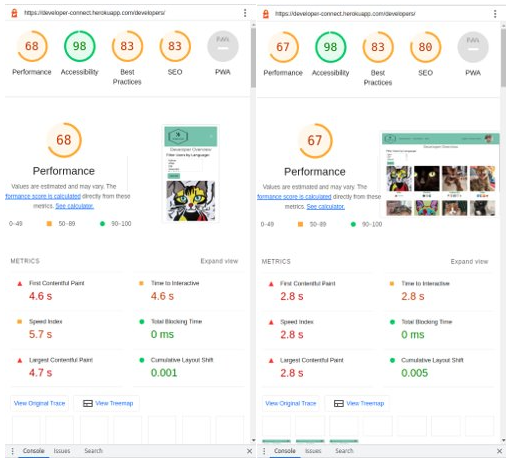 https://developer-connect.herokuapp.com/developers/
68
98
83
83
PWA
Performance
Accessibility
Best
Practices
SEO
PWA
68
Performance
Values are estimated and may vary. The
formance score is calculated directly from these
metrics. See calculator.
0–49
50–89
90–100
METRICS
Expand view
First Contentful Paint
4.6 s
Time to Interactive
4.6 s
Speed Index
5.7 s
Total Blocking Time
0 ms
Largest Contentful Paint
4.7 s
Cumulative Layout Shift
0.001
View Original Trace
View Treemap
Console
Issues
Search
https://developer-connect.herokuapp.com/developers/
67
98
83
80
PWA
Performance
Accessibility
Best
Practices
SEO
PWA
67
Performance
Developer Overview
Values are estimated and may vary. The
formance score is calculated directly from these
metrics. See calculator.
0–49
50–89
90–100
METRICS
Expand view
First Contentful Paint
2.8 s
Time to Interactive
2.8 s
Speed Index
2.8 s
Total Blocking Time
0 ms
Largest Contentful Paint
2.8 s
Cumulative Layout Shift
0.005
View Original Trace
View Treemap
Console
Issues
Search